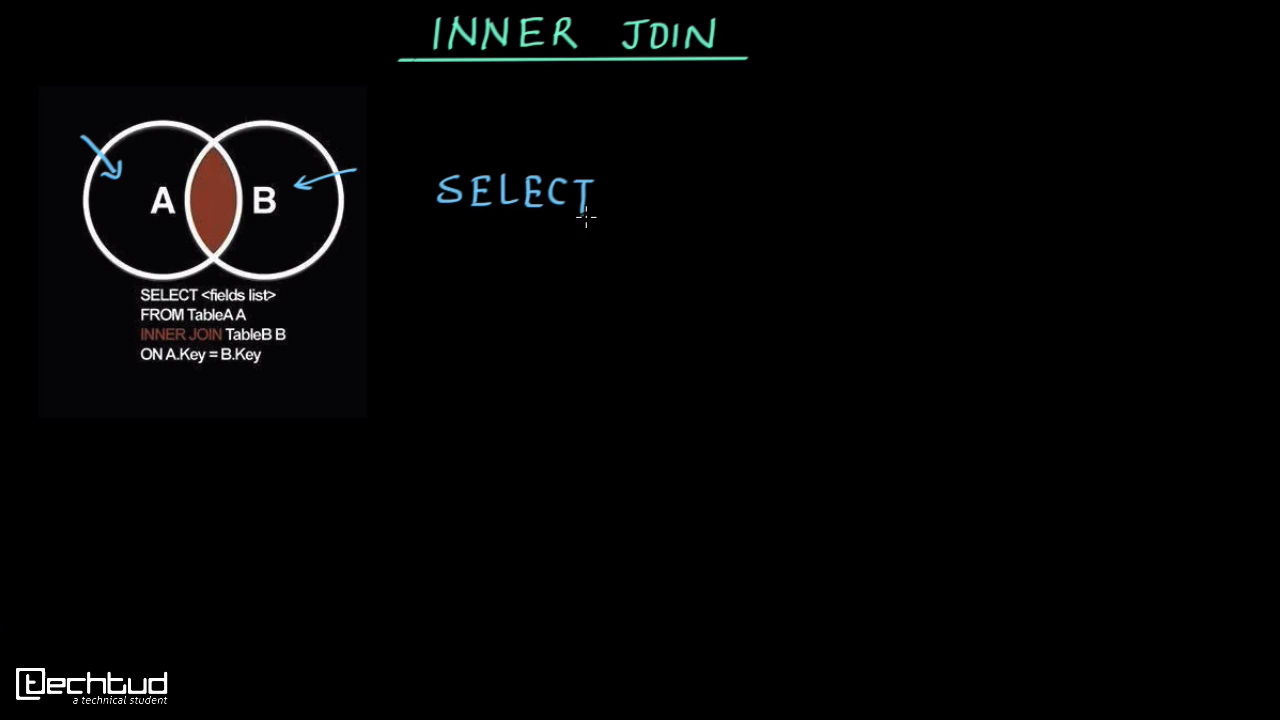 INNER JOIN
A B
SELECT <fields list>
FROM TableA A
INNER JOIN TableB B
ON A.Key = B.Key
SELECT
techtud
a technical student